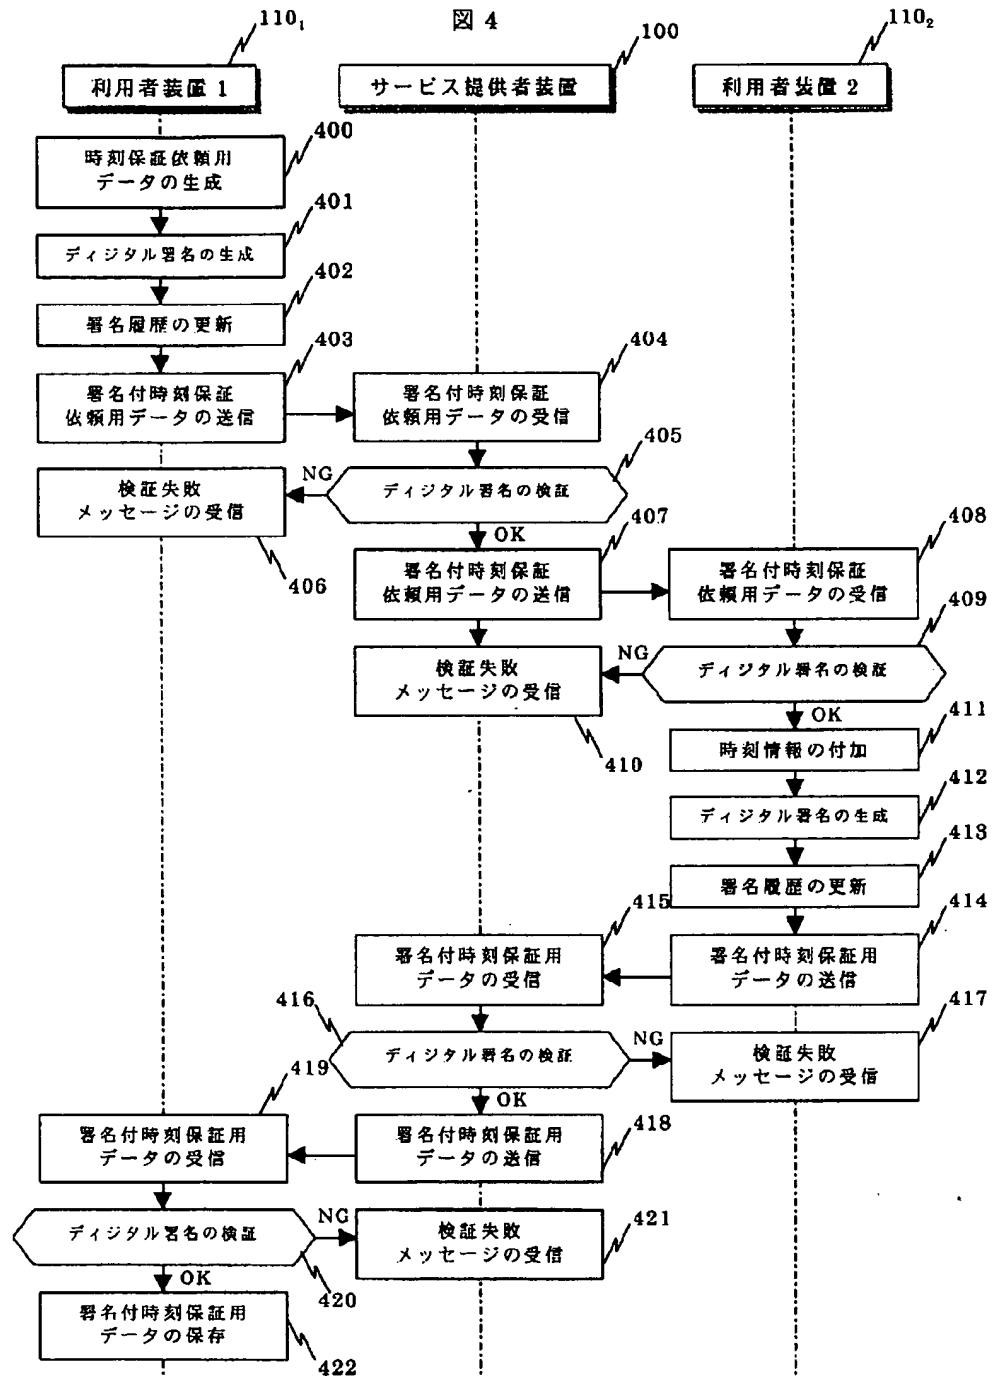 図 4
110₁
100
110₂
利用者装置 1
サービス提供者装置
利用者装置 2
400
時刻保証依頼用
データの生成
401
ディジタル署名の生成
402
署名履歴の更新
403
署名付時刻保証
依頼用データの送信
404
署名付時刻保証
依頼用データの受信
405
ディジタル署名の検証
NG
検証失敗
メッセージの受信
406
OK
407
署名付時刻保証
依頼用データの送信
408
署名付時刻保証
依頼用データの受信
409
ディジタル署名の検証
NG
検証失敗
メッセージの受信
410
OK
411
時刻情報の付加
412
ディジタル署名の生成
413
署名履歴の更新
414
署名付時刻保証用
データの送信
415
署名付時刻保証用
データの受信
416
ディジタル署名の検証
NG
417
検証失敗
メッセージの受信
OK
418
署名付時刻保証用
データの送信
419
署名付時刻保証用
データの受信
ディジタル署名の検証
420
NG
421
検証失敗
メッセージの受信
OK
署名付時刻保証用
データの保存
422